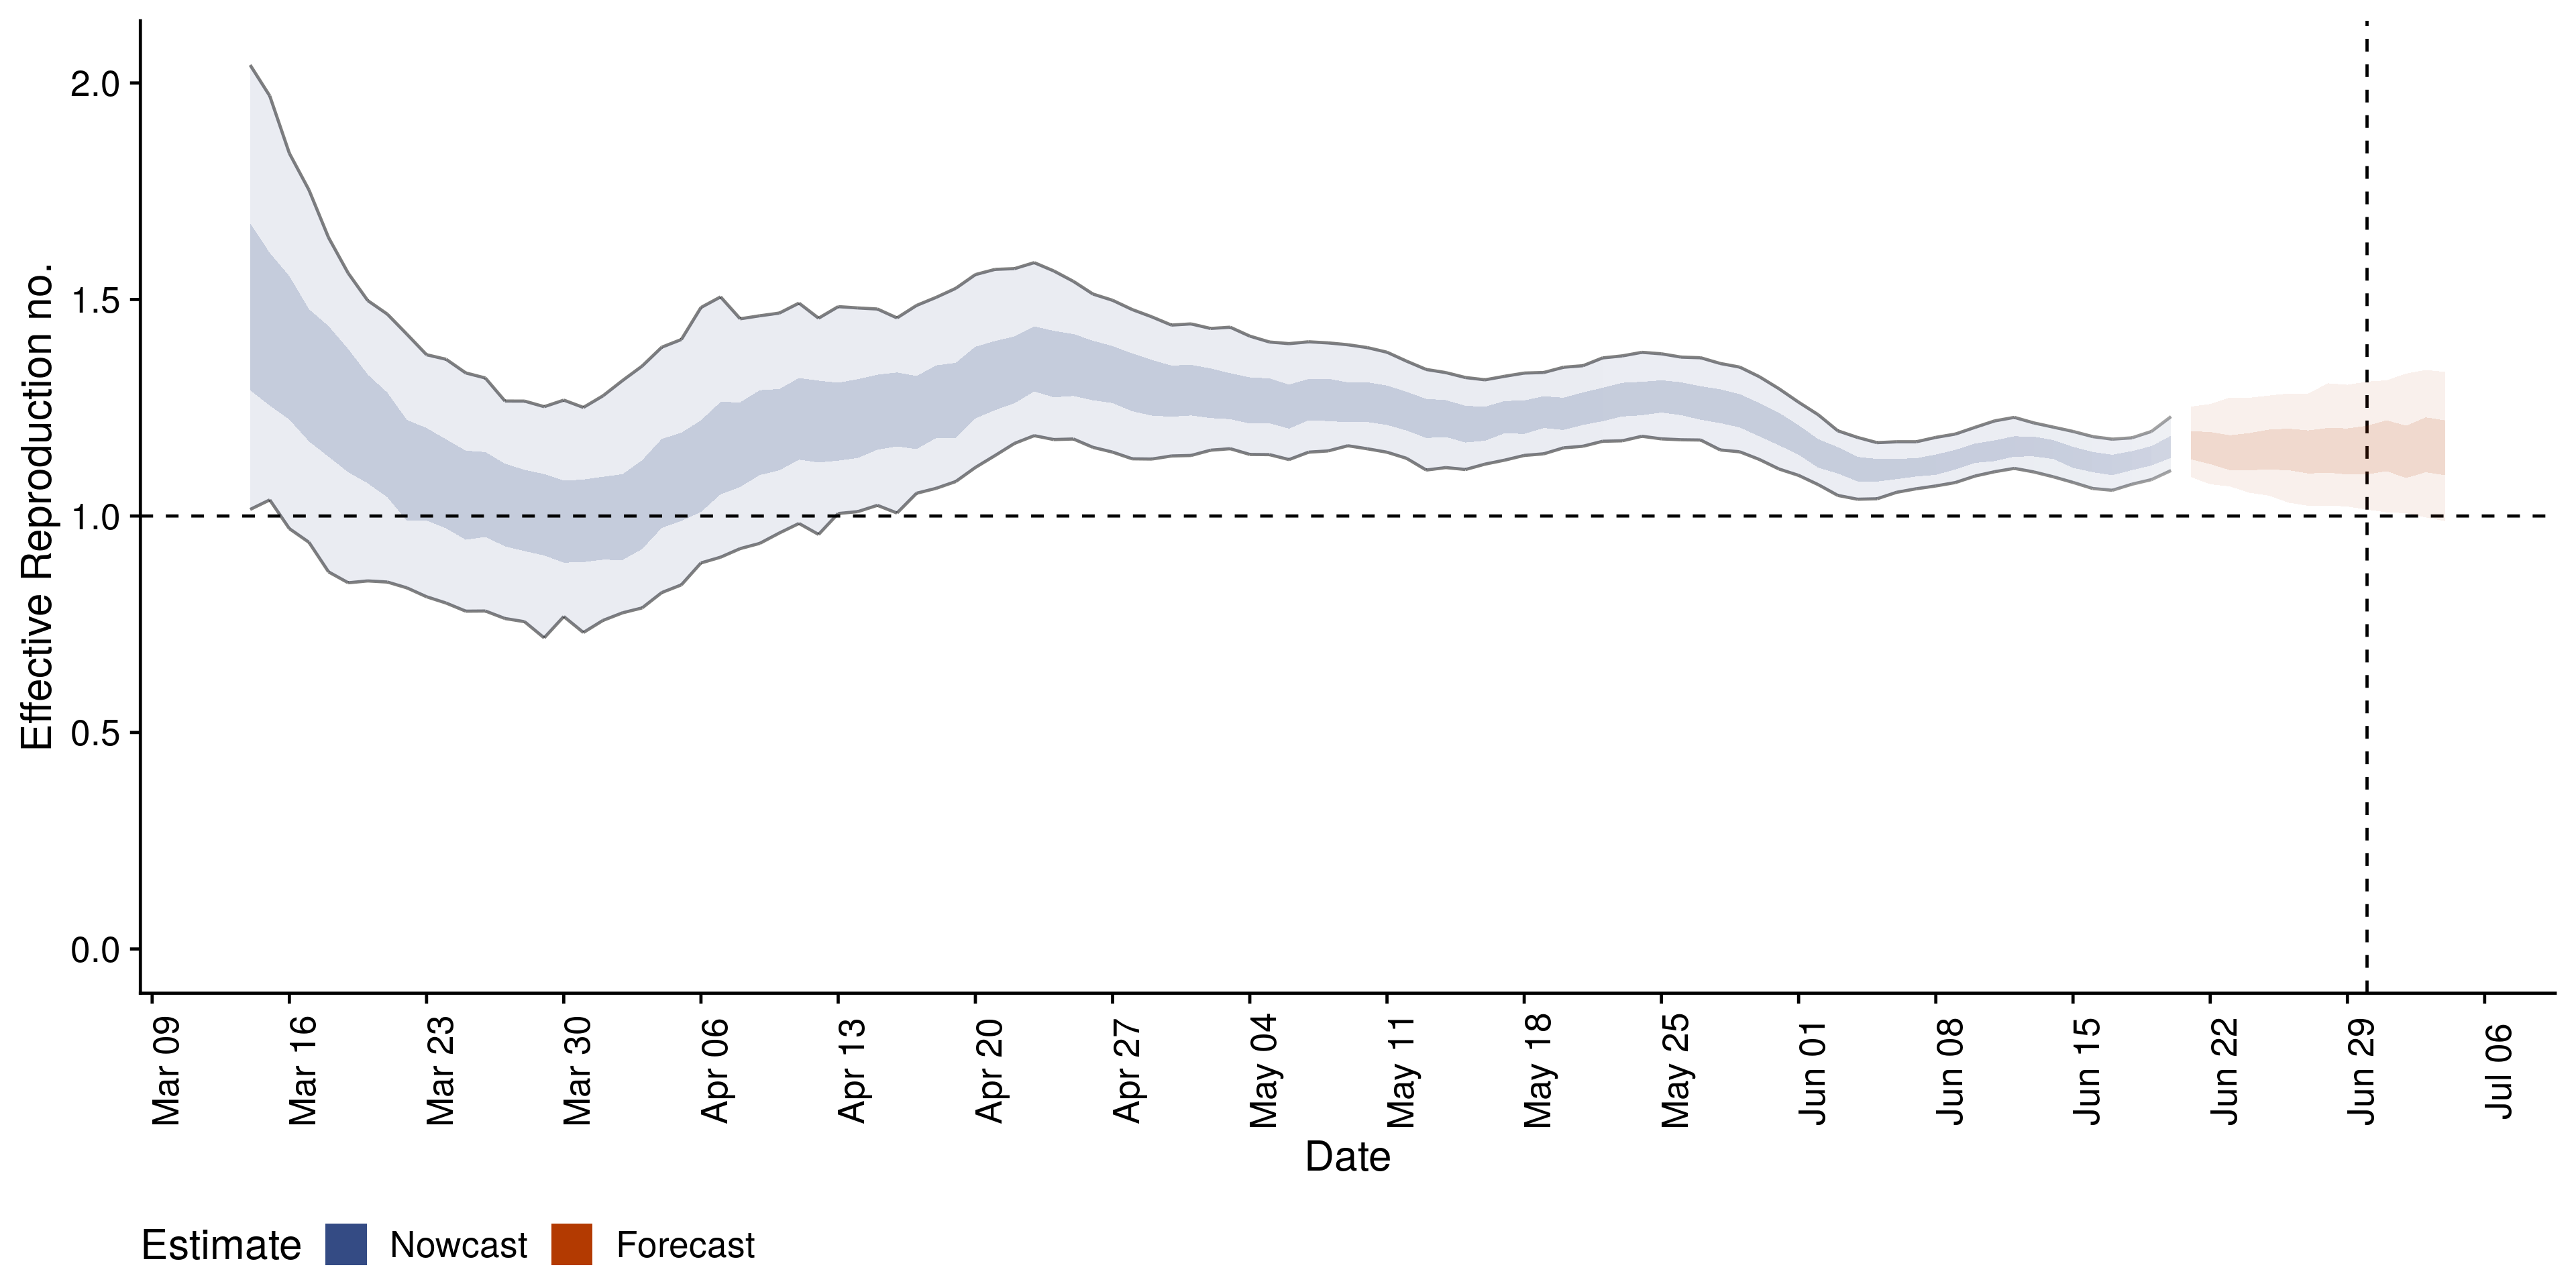 Effective Reproduction no.
2.0
1.5
1.0
0.5
0.0
Mar 09
Mar 16
Mar 23
Mar 30
Apr 06
Apr 13
Apr 20
Apr 27
May 04
May 11
May 18
May 25
Jun 01
Jun 08
Jun 15
Jun 22
Jun 29
Jul 06
Date
Estimate Nowcast Forecast